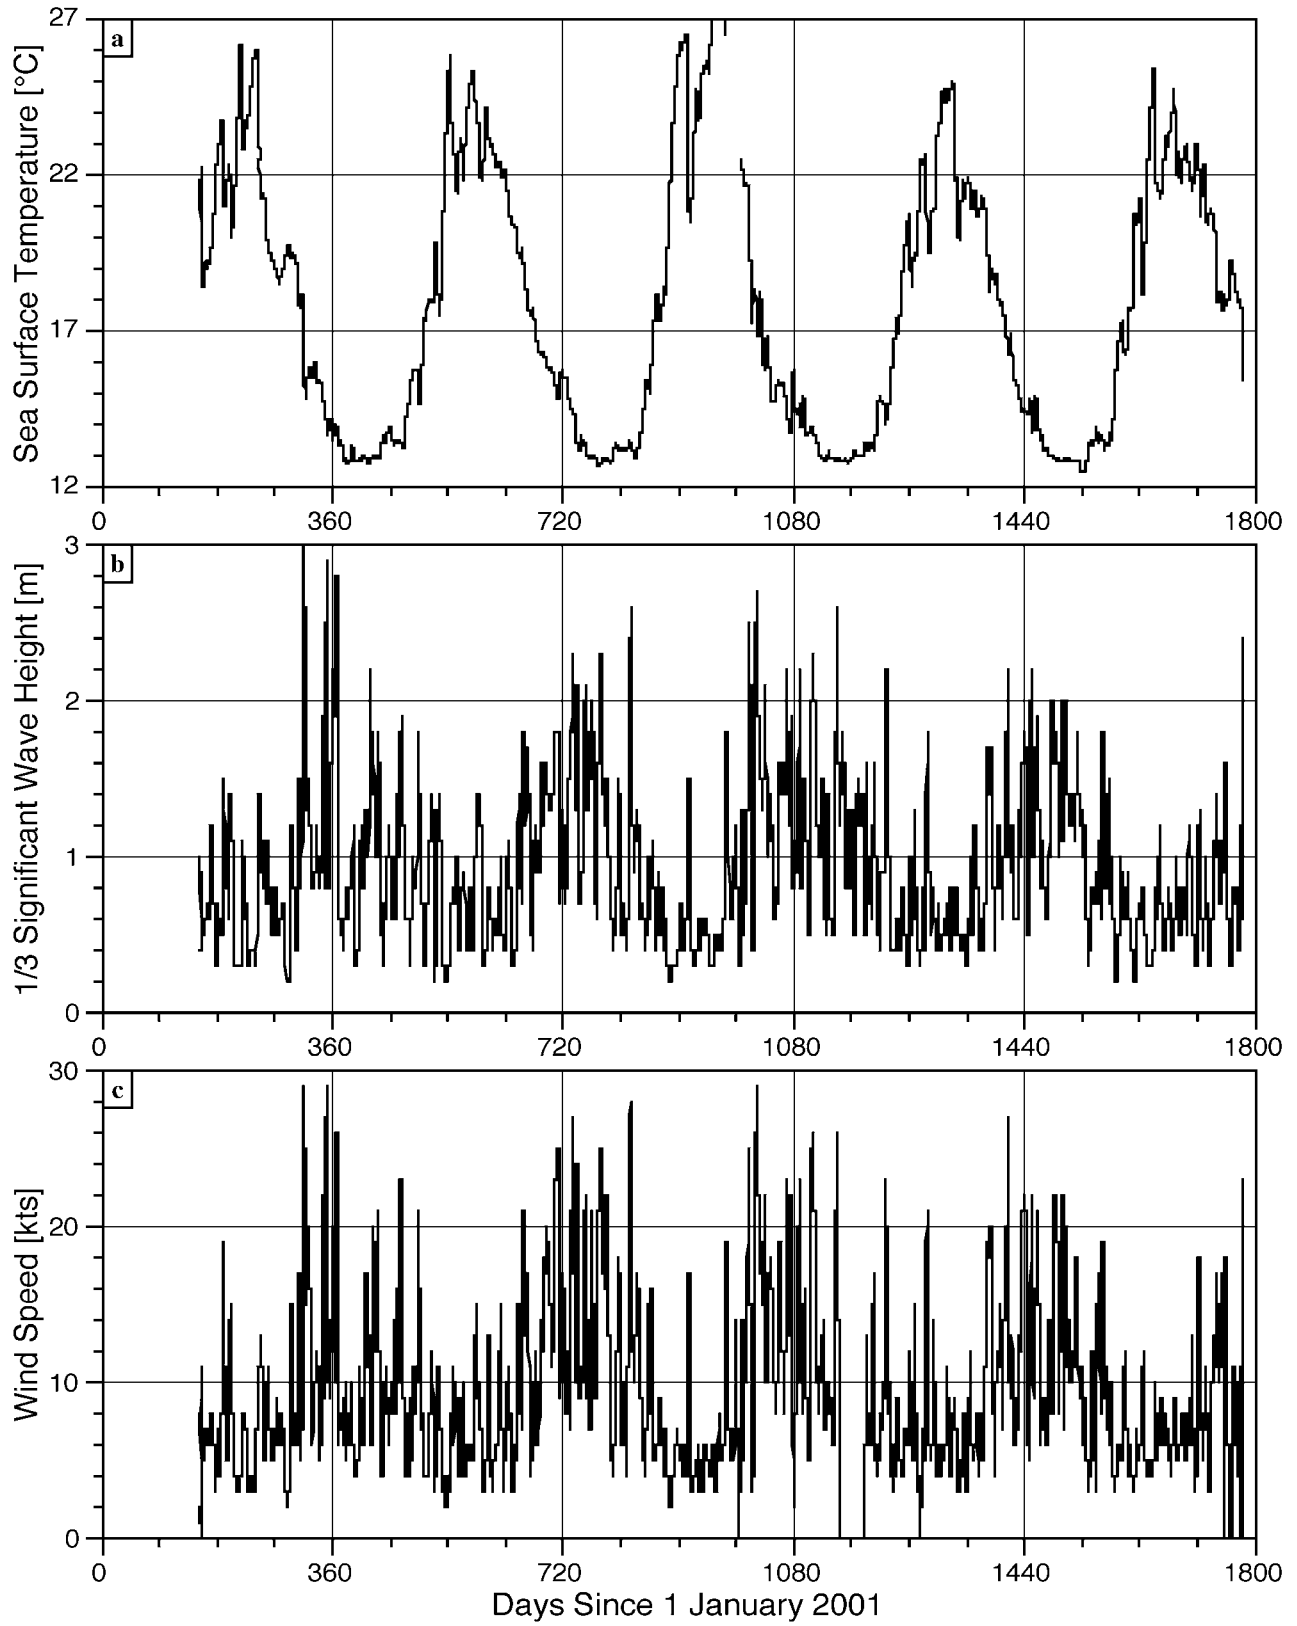 a
Sea Surface Temperature [°C]
27
22
17
12
0 360 720 1080 1440 1800
b
1/3 Significant Wave Height [m]
3
2
1
0
0 360 720 1080 1440 1800
c
Wind Speed [kts]
30
20
10
0
0 360 720 1080 1440 1800
Days Since 1 January 2001